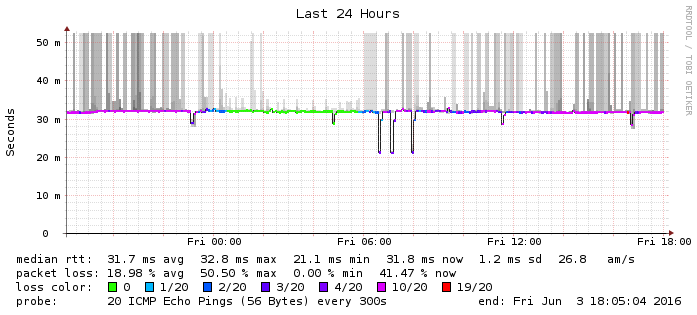 Last 24 Hours
RRDTOOL / TOBI OETIKER
Seconds
50 m
40 m
30 m
20 m
10 m
0
Fri 00:00 Fri 06:00 Fri 12:00 Fri 18:00
median rtt: 31.7 ms avg 32.8 ms max 21.1 ms min 31.8 ms now 1.2 ms sd 26.8 am/s
packet loss: 18.98 % avg 50.50 % max 0.00 % min 41.47 % now
loss color: 0 1/20 2/20 3/20 4/20 10/20 19/20
probe: 20 ICMP Echo Pings (56 Bytes) every 300s end: Fri Jun 3 18:05:04 2016